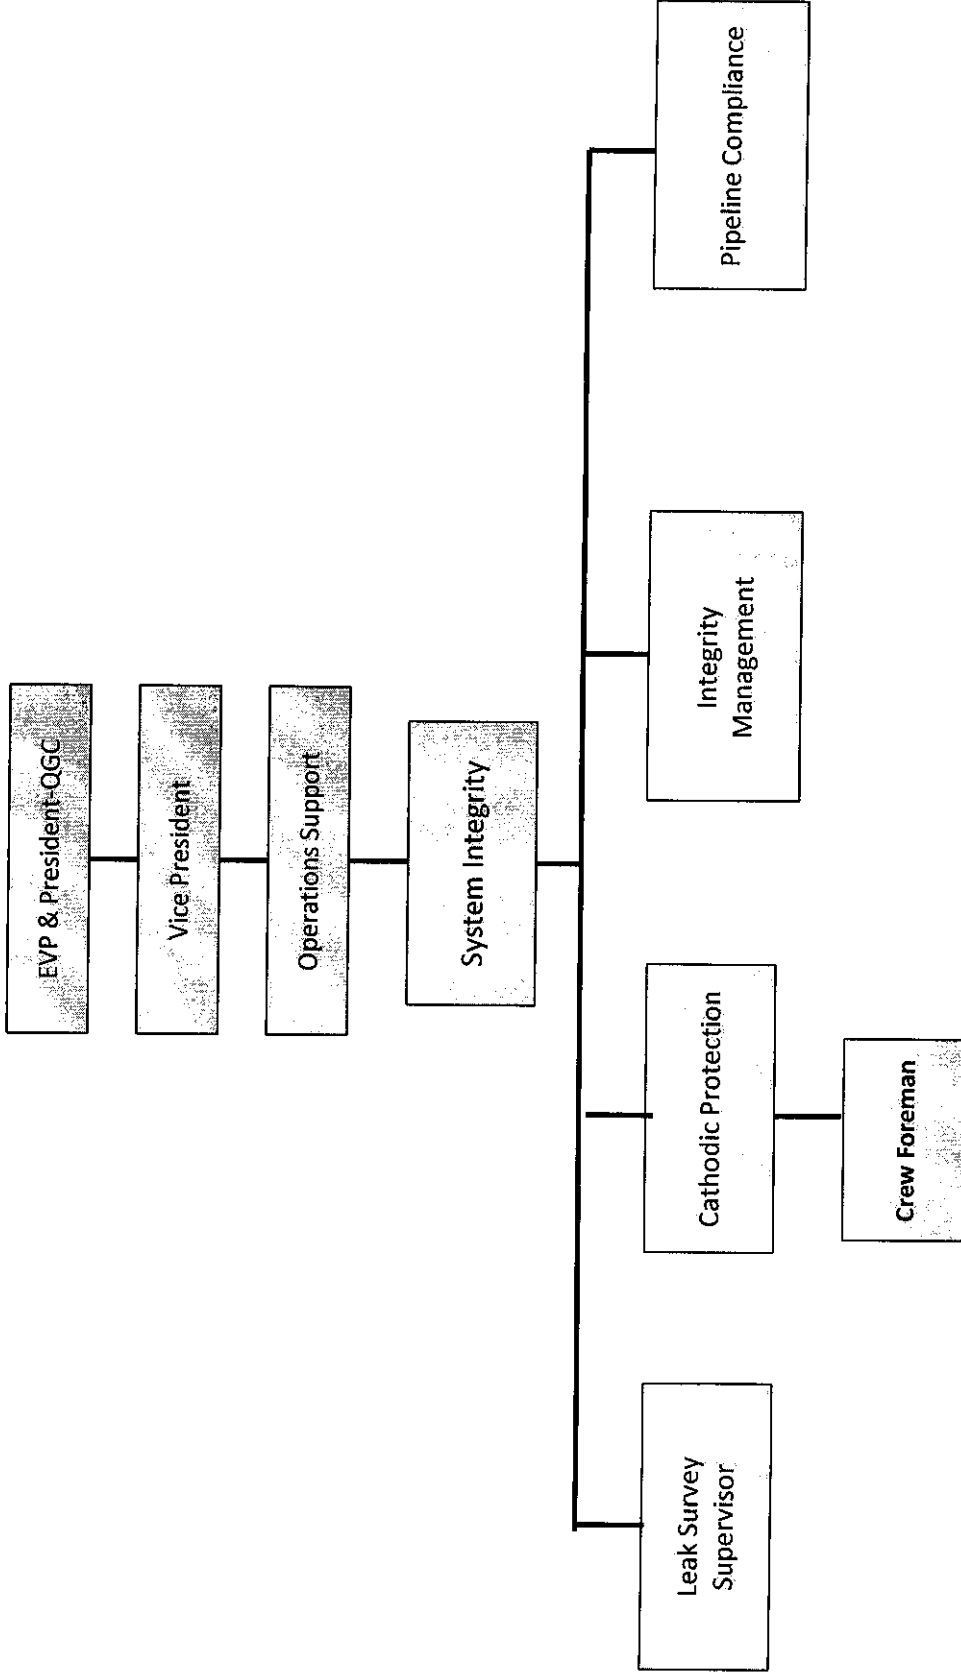 EVP & President-QGC
Vice President
Operations Support
System Integrity
Leak Survey
Supervisor
Cathodic Protection
Integrity
Management
Pipeline Compliance
Crew Foreman